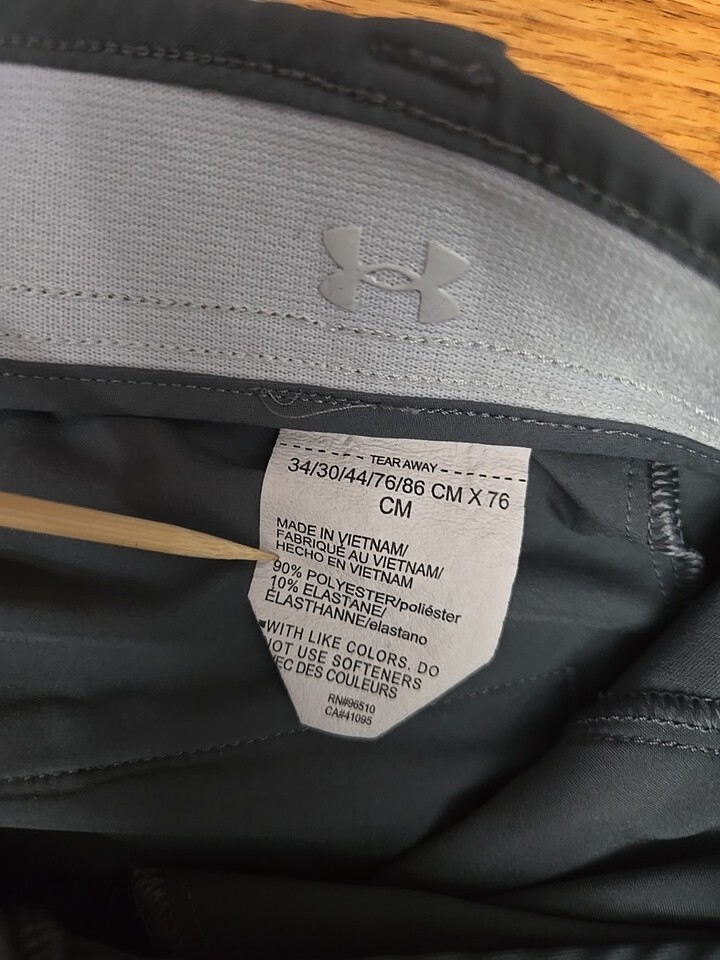 TEAR AWAY
34/30/44/76/86 CM X 76
CM
MADE IN VIETNAM/
FABRIQUÉ AU VIETNAM/
HECHO EN VIETNAM
90% POLYESTER/poliéster
10% ELASTANE/
ÉLASTHANNE/elastano
WITH LIKE COLORS. DO
OT USE SOFTENERS
EC DES COULEURS
RN#96510
CA#41095